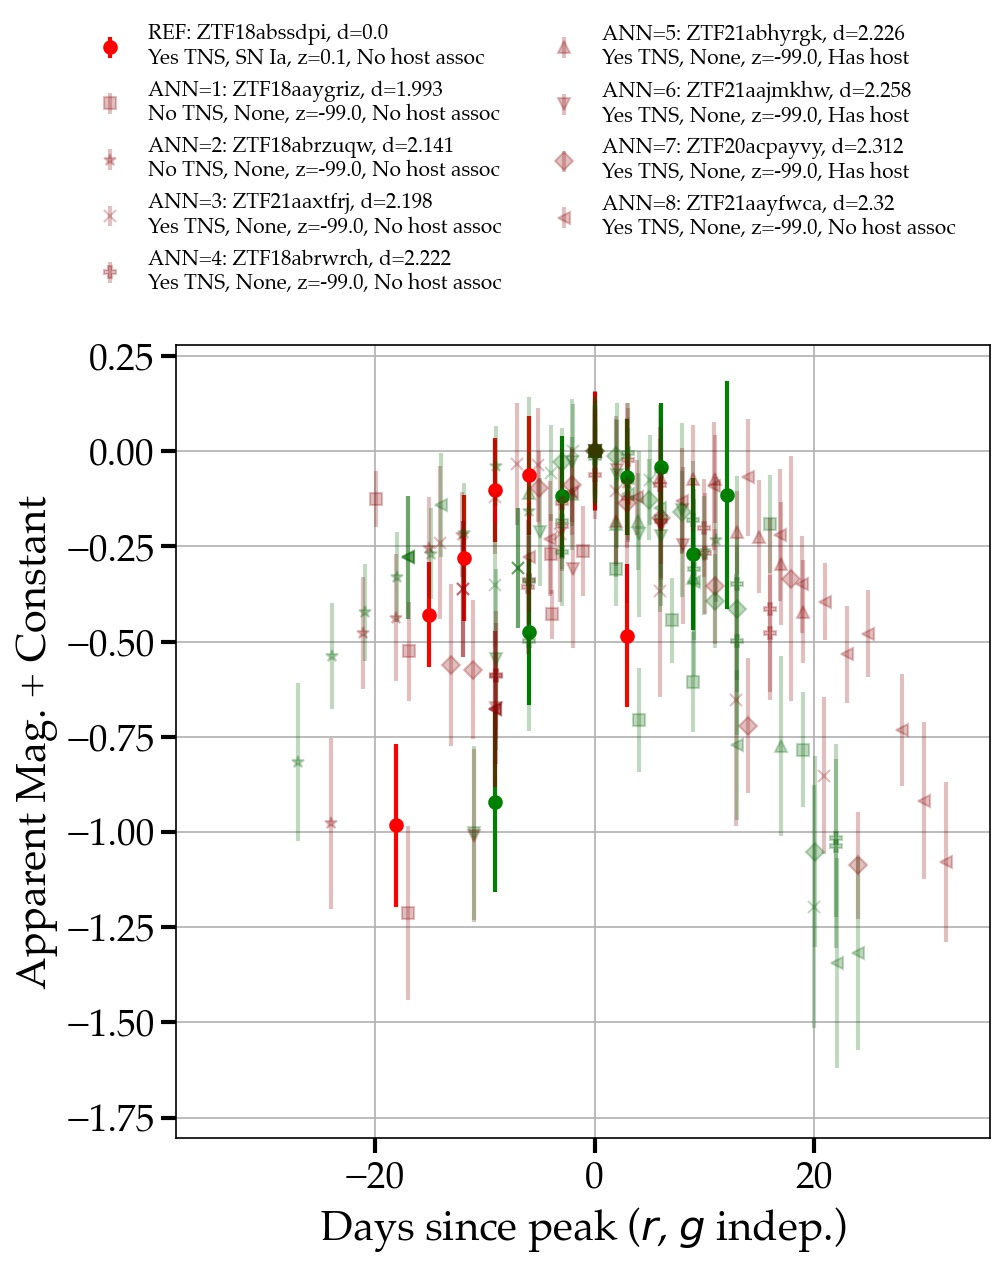 REF: ZTF18abssdpi, d=0.0
Yes TNS, SN Ia, z=0.1, No host assoc
ANN=1: ZTF18aaygriz, d=1.993
No TNS, None, z=-99.0, No host assoc
ANN=2: ZTF18abrzuqw, d=2.141
No TNS, None, z=-99.0, No host assoc
ANN=3: ZTF21aaxtfrj, d=2.198
Yes TNS, None, z=-99.0, No host assoc
ANN=4: ZTF18abrwrch, d=2.222
Yes TNS, None, z=-99.0, No host assoc
ANN=5: ZTF21abhyrgk, d=2.226
Yes TNS, None, z=-99.0, Has host
ANN=6: ZTF21aajmkhw, d=2.258
Yes TNS, None, z=-99.0, Has host
ANN=7: ZTF20acpayvy, d=2.312
Yes TNS, None, z=-99.0, Has host
ANN=8: ZTF21aayfwca, d=2.32
Yes TNS, None, z=-99.0, No host assoc
Apparent Mag. + Constant
0.25
0.00
−0.25
−0.50
−0.75
−1.00
−1.25
−1.50
−1.75
−20
0
20
Days since peak (r, g indep.)